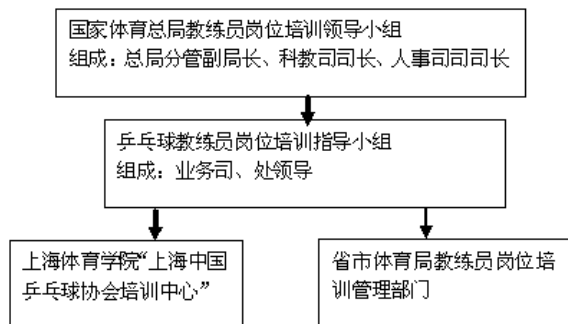 国家体育总局教练员岗位培训领导小组
组成：总局分管副局长、科教司司长、人事司司长
乒乓球教练员岗位培训指导小组
组成：业务司、处领导
上海体育学院“上海中国
乒乓球协会培训中心”
省市体育局教练员岗位培
训管理部门